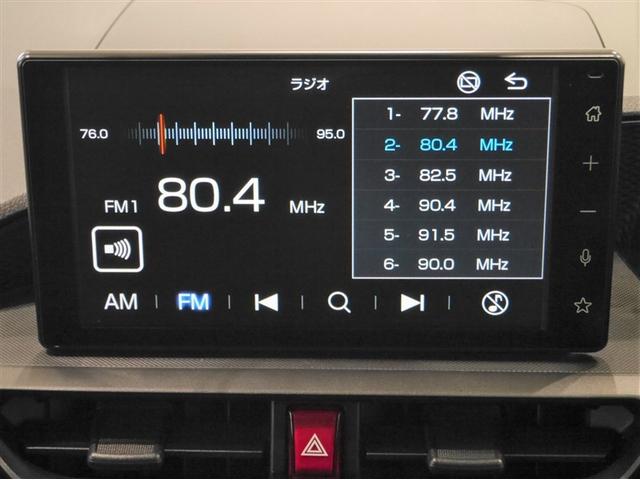 ラジオ
76.0 95.0
FM1 80.4 MHz
1- 77.8 MHz
2- 80.4 MHz
3- 82.5 MHz
4- 90.4 MHz
5- 91.5 MHz
6- 90.0 MHz
AM FM